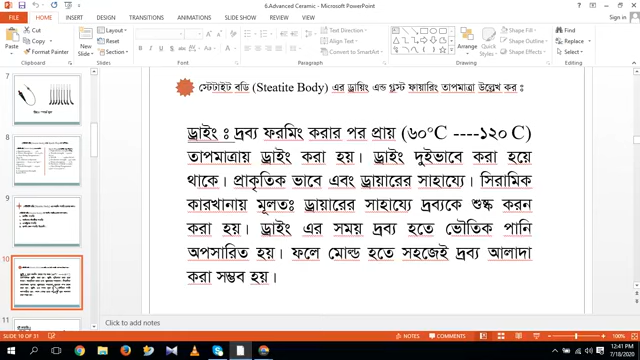 6.Advanced Ceramic - PowerPoint
Sign in
FILE HOME INSERT DESIGN TRANSITIONS ANIMATIONS SLIDE SHOW REVIEW VIEW
Paste
Cut
Copy
Format Painter
Clipboard
New Slide
Layout
Reset
Section
Slides
Font
Paragraph
Text Direction
Align Text
Convert to SmartArt
Arrange
Quick Styles
Shape Fill
Shape Outline
Shape Effects
Drawing
Find
Replace
Select
Editing
7
8
9
10
11
স্টেটাইট বডি (Steatite Body) এর ড্রায়িং এন্ড গ্লস্ট ফায়ারিং তাপমাত্রা উল্লেখ কর ঃ
ড্রাইং ঃ দ্রব্য ফরমিং করার পর প্রায় (৬০°C ----১২০ C)
তাপমাত্রায় ড্রাইং করা হয়। ড্রাইং দুইভাবে করা হয়ে
থাকে। প্রাকৃতিক ভাবে এবং ড্রায়ারের সাহায্যে। সিরামিক
কারখানায় মূলতঃ ড্রায়ারের সাহায্যে দ্রব্যকে শুষ্ক করন
করা হয়। ড্রাইং এর সময় দ্রব্য হতে ভৌতিক পানি
অপসারিত হয়। ফলে মোল্ড হতে সহজেই দ্রব্য আলাদা
করা সম্ভব হয়।
Click to add notes
SLIDE 10 OF 31
NOTES
COMMENTS
100%
12:41 PM
7/18/2020